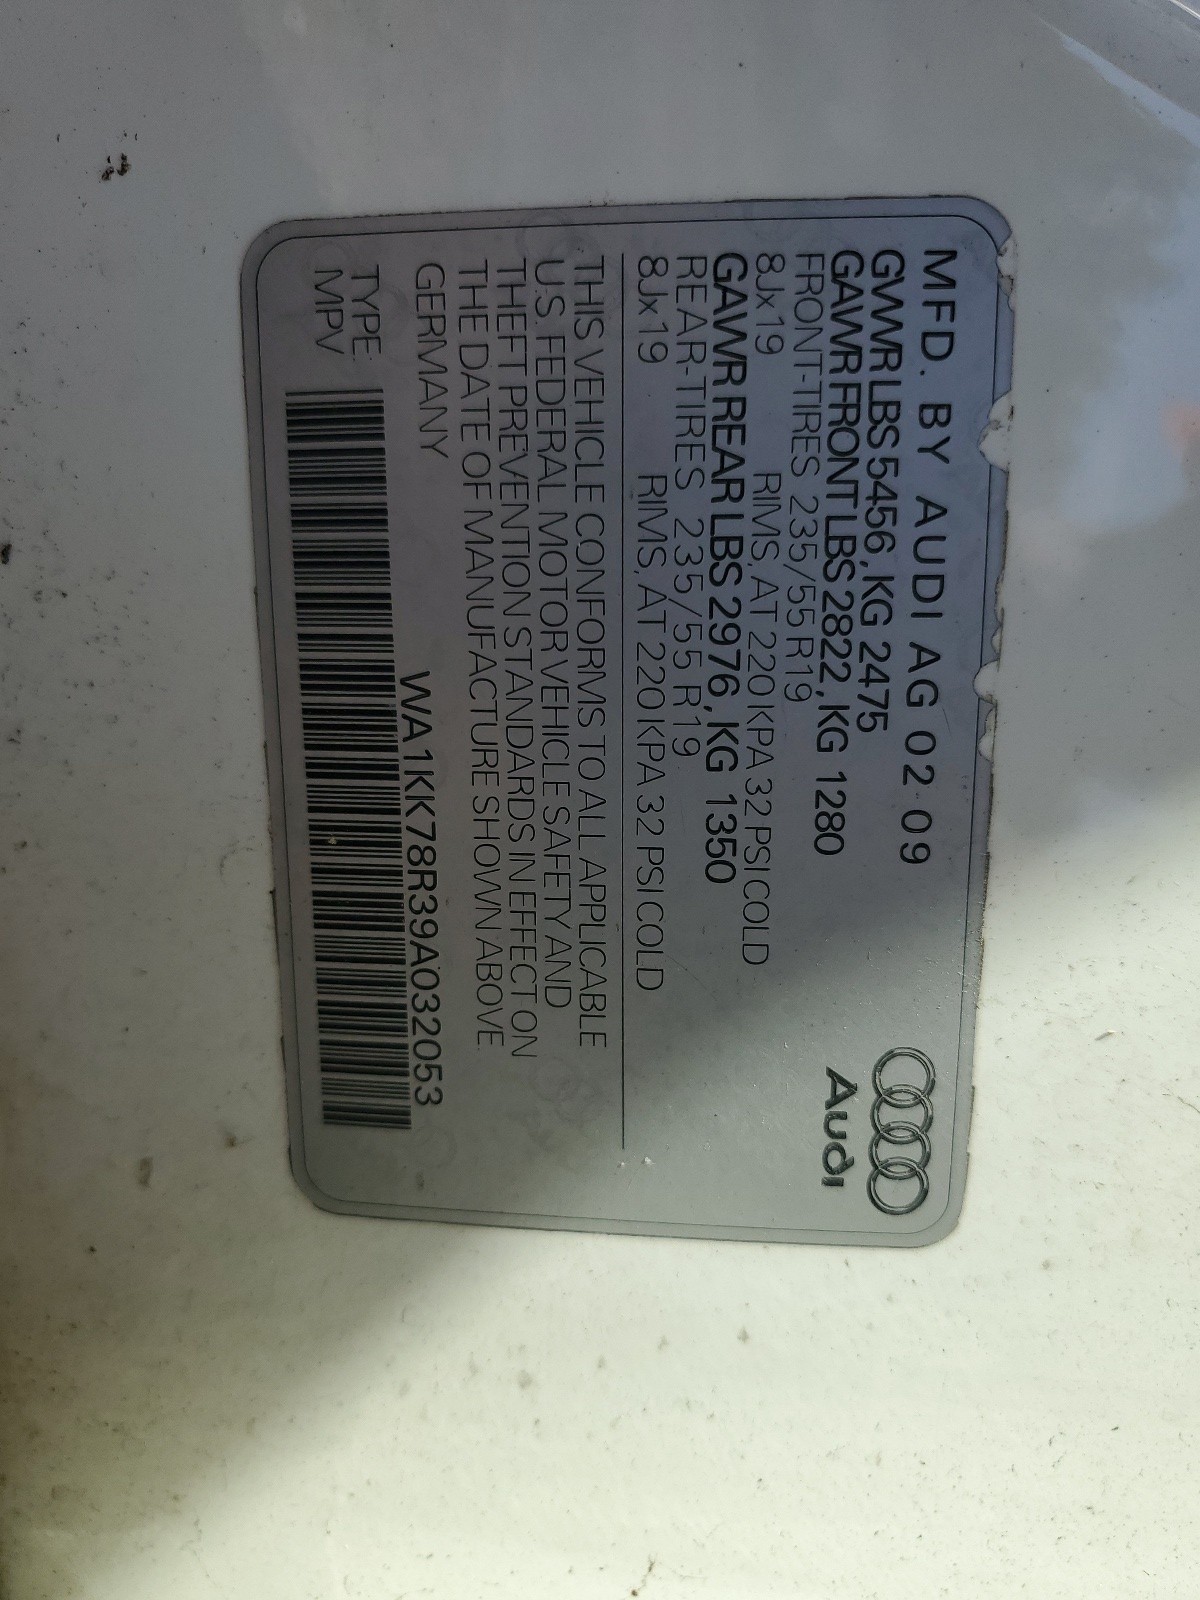 MFD. BY AUDI AG 02 09
GVWR LBS 5456, KG 2475
GAWR FRONT LBS 2822, KG 1280
FRONT-TIRES 235/55 R19
8Jx19 RIMS, AT 220 KPA 32 PSI COLD
GAWR REAR LBS 2976, KG 1350
REAR-TIRES 235/55 R19
8Jx19 RIMS, AT 220 KPA 32 PSI COLD
Audi
THIS VEHICLE CONFORMS TO ALL APPLICABLE
U.S. FEDERAL MOTOR VEHICLE SAFETY AND
THEFT PREVENTION STANDARDS IN EFFECT ON
THE DATE OF MANUFACTURE SHOWN ABOVE.
GERMANY
WA1KK78R39A032053
TYPE:
MPV